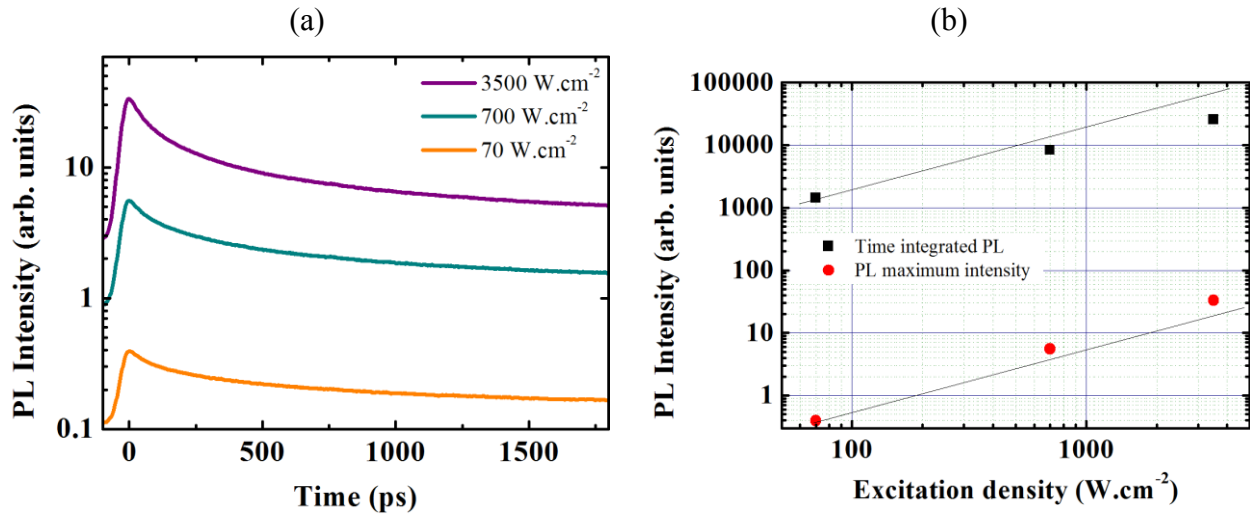 (a)
PL Intensity (arb. units)
10
1
0.1
3500 W.cm⁻²
700 W.cm⁻²
70 W.cm⁻²
0
500
1000
1500
Time (ps)
(b)
PL Intensity (arb. units)
100000
10000
1000
100
10
1
Time integrated PL
PL maximum intensity
100
1000
Excitation density (W.cm⁻²)